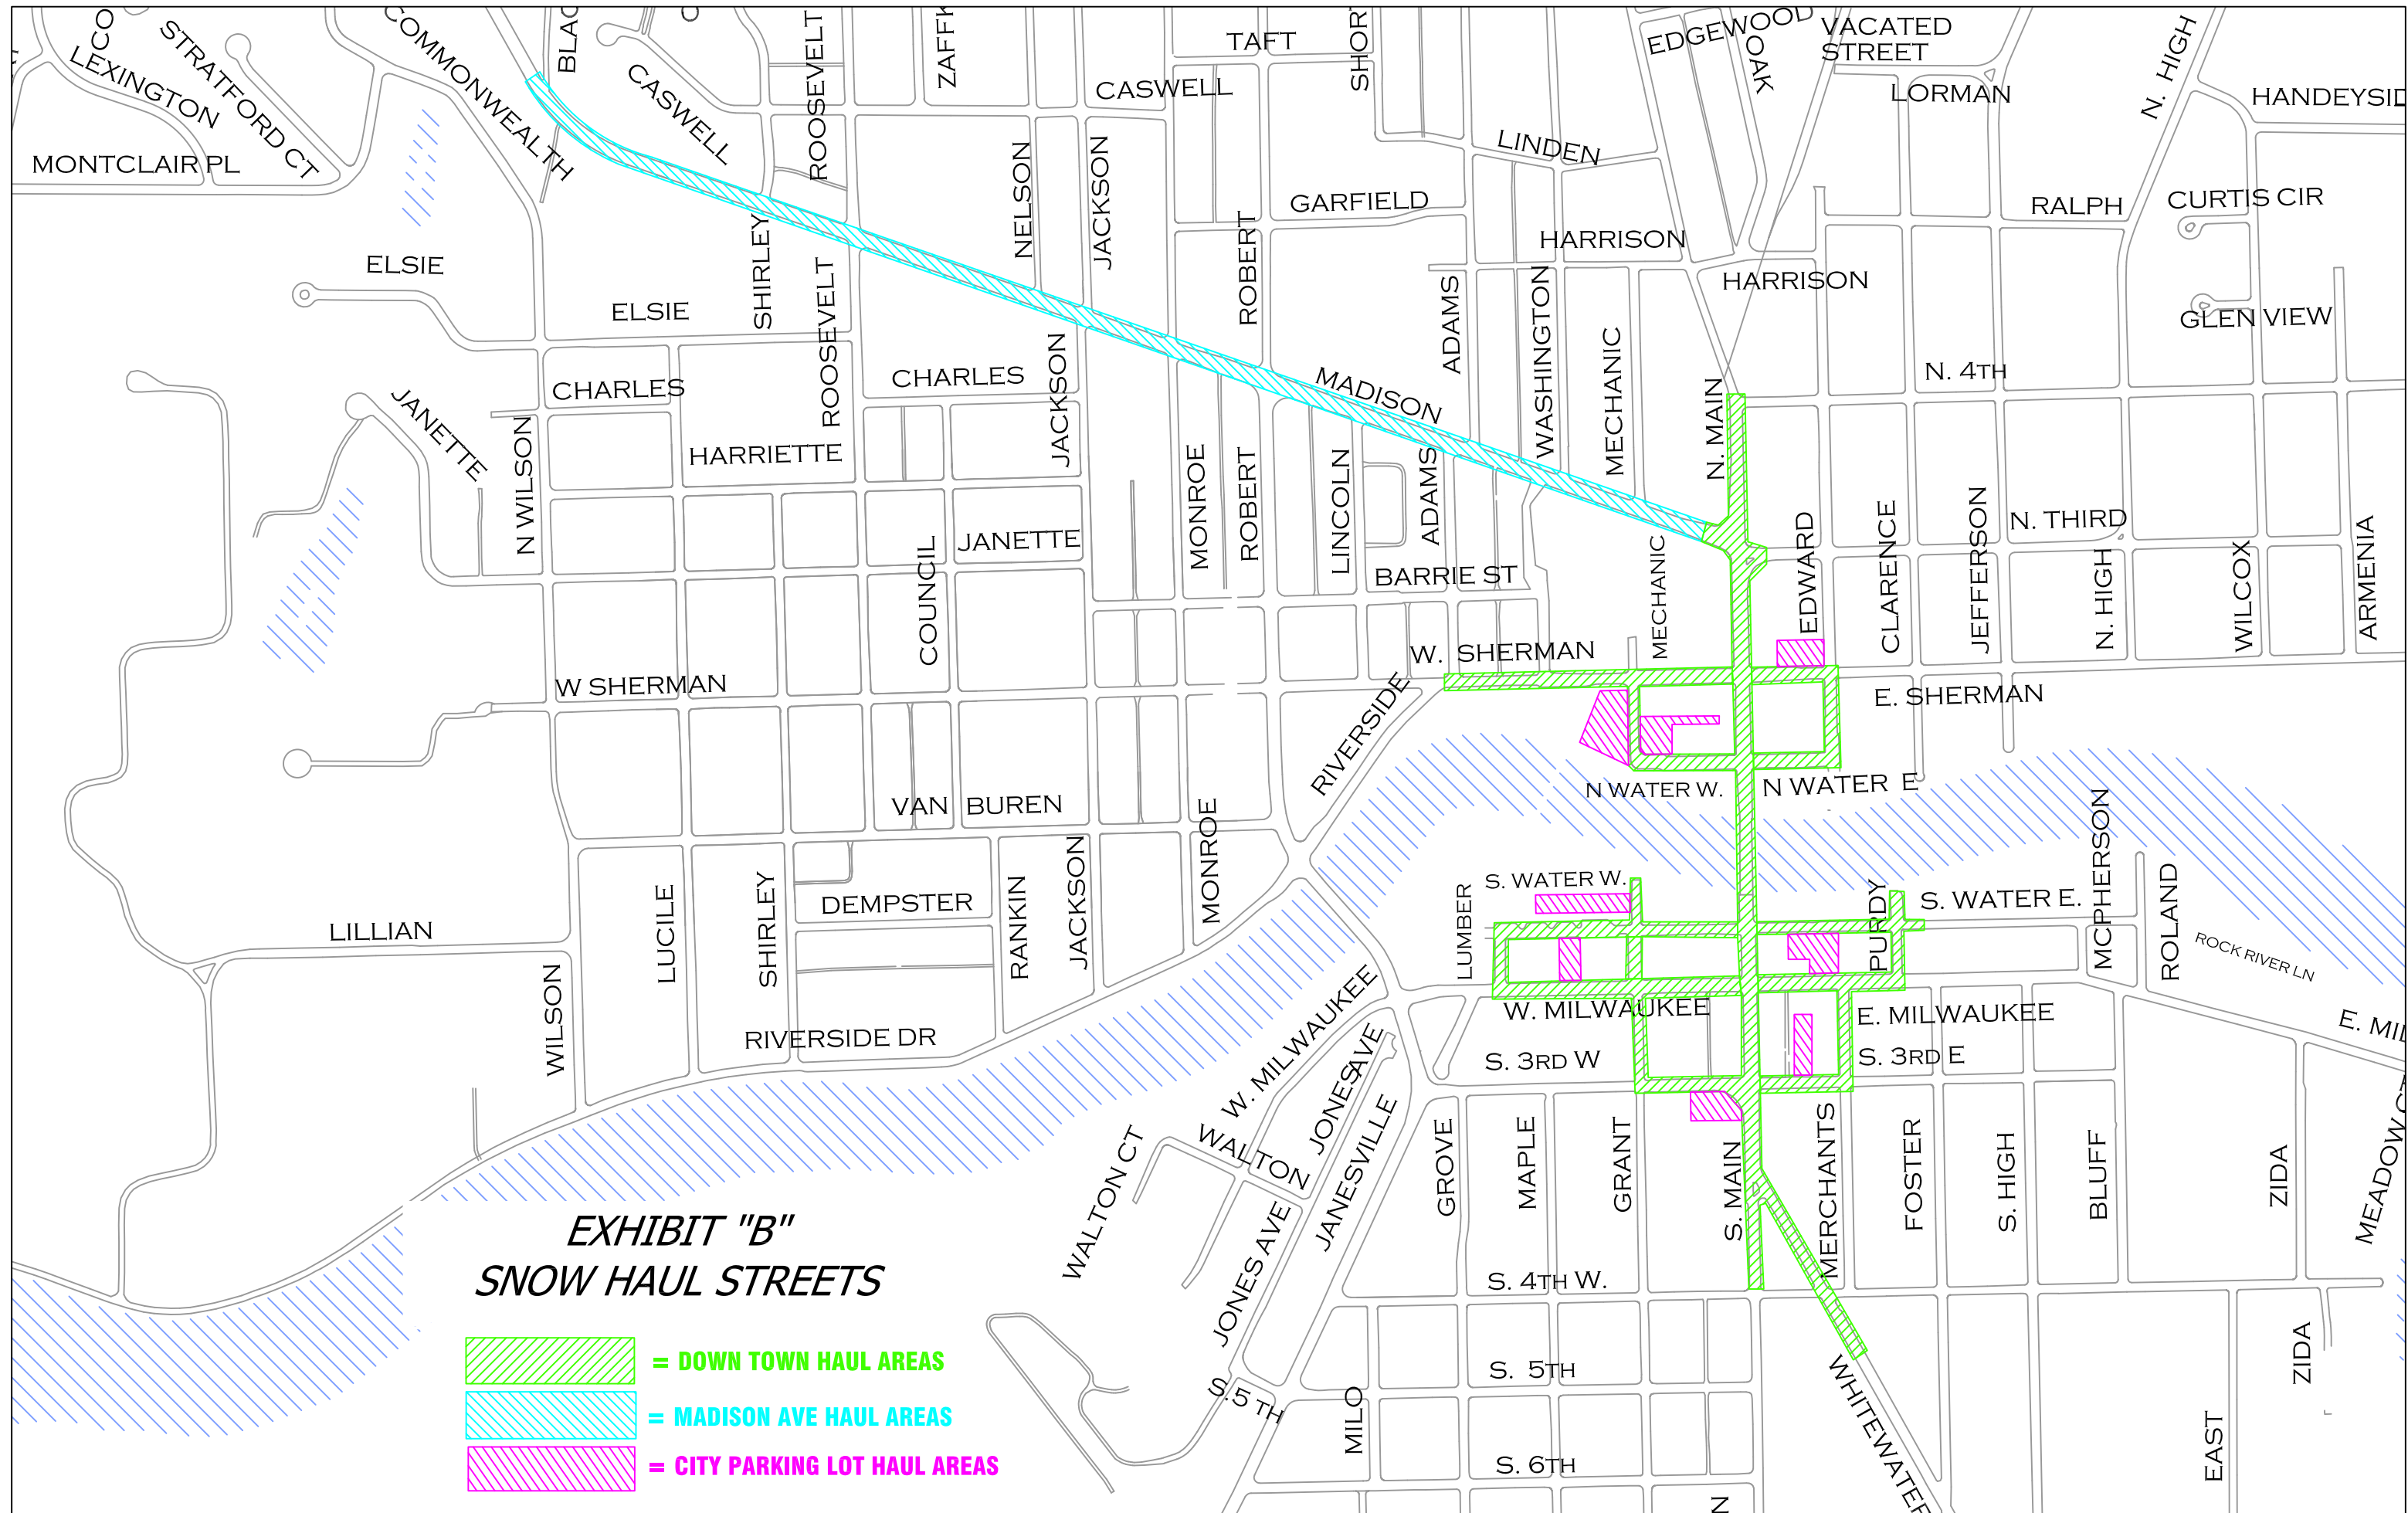 COMMONWEALTH
ROOSEVELT
TAFT
EDGEWOOD
OAK
VACATED
STREET
N. HIGH
LEXINGTON
STRATFORD CT
CASWELL
CASWELL
LORMAN
HANDEYSID
MONTCLAIR PL
LINDEN
NELSON
JACKSON
GARFIELD
RALPH
CURTIS CIR
ELSIE
SHIRLEY
ROBERT
HARRISON
HARRISON
ELSIE
ROOSEVELT
ADAMS
WASHINGTON
MECHANIC
GLEN VIEW
CHARLES
CHARLES
JACKSON
MADISON
N. MAIN
N. 4TH
JANETTE
N WILSON
HARRIETTE
MONROE
ROBERT
LINCOLN
ADAMS
JANETTE
COUNCIL
BARRIE ST
MECHANIC
EDWARD
CLARENCE
JEFFERSON
N. THIRD
N. HIGH
WILCOX
ARMENIA
W. SHERMAN
W SHERMAN
E. SHERMAN
RIVERSIDE
N WATER W.
N WATER E
VAN BUREN
MONROE
MCPHERSON
ROLAND
DEMPSTER
LUCILE
SHIRLEY
RANKIN
JACKSON
LUMBER
S. WATER W.
PURDY
S. WATER E.
ROCK RIVER LN
LILLIAN
WILSON
RIVERSIDE DR
W. MILWAUKEE
W. MILWAUKEE
E. MILWAUKEE
E. MIL
JONES AVE
S. 3RD W
S. 3RD E
WALTON
WALTON CT
JANESVILLE
GROVE
MAPLE
GRANT
S. MAIN
MERCHANTS
FOSTER
S. HIGH
BLUFF
ZIDA
MEADOW C
JONES AVE
S. 4TH W.
EXHIBIT "B"
SNOW HAUL STREETS
= DOWN TOWN HAUL AREAS
= MADISON AVE HAUL AREAS
= CITY PARKING LOT HAUL AREAS
S.5 TH
S. 5TH
MILO
S. 6TH
WHITEWATER
EAST
ZIDA